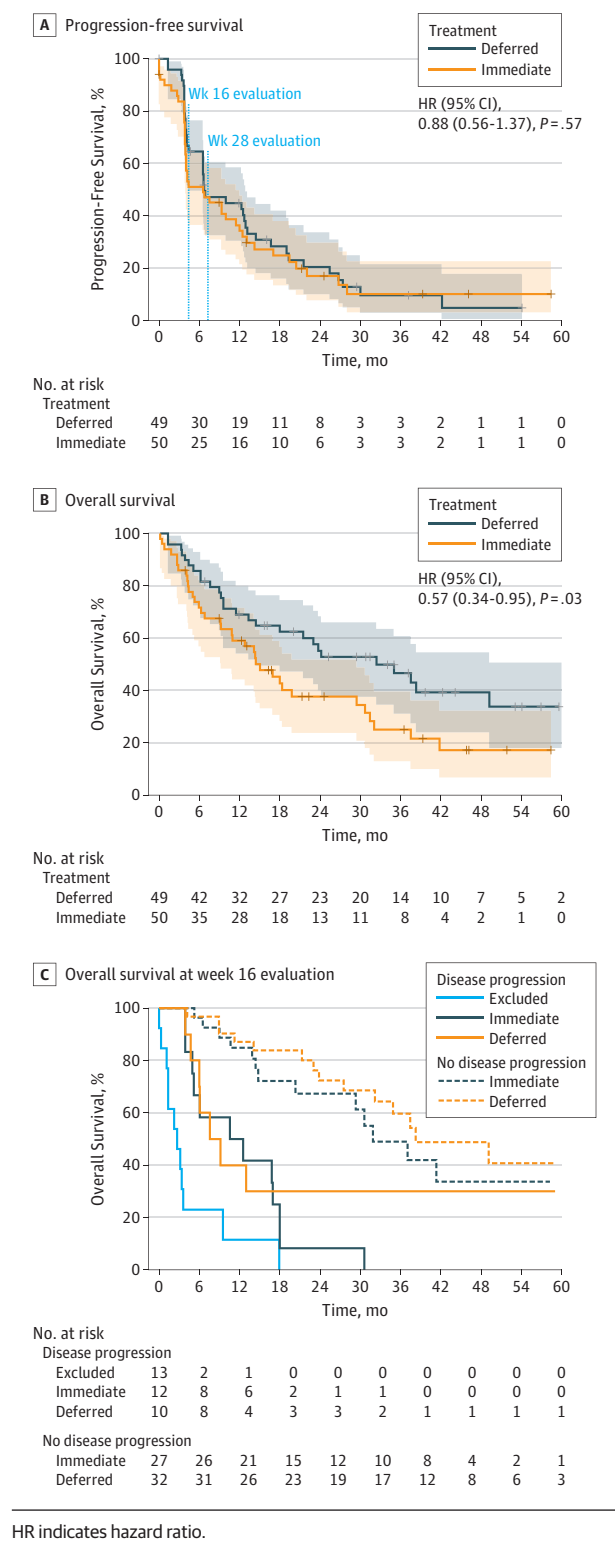 A Progression-free survival
Treatment
Deferred
Immediate
HR (95% CI),
0.88 (0.56-1.37), P = .57
Wk 16 evaluation
Wk 28 evaluation
Progression-Free Survival, %
100
80
60
40
20
0
0 6 12 18 24 30 36 42 48 54 60
Time, mo
No. at risk
Treatment
Deferred 49 30 19 11 8 3 3 2 1 1 0
Immediate 50 25 16 10 6 3 3 2 1 1 0
B Overall survival
Treatment
Deferred
Immediate
HR (95% CI),
0.57 (0.34-0.95), P = .03
Overall Survival, %
100
80
60
40
20
0
0 6 12 18 24 30 36 42 48 54 60
Time, mo
No. at risk
Treatment
Deferred 49 42 32 27 23 20 14 10 7 5 2
Immediate 50 35 28 18 13 11 8 4 2 1 0
C Overall survival at week 16 evaluation
Disease progression
Excluded
Immediate
Deferred
No disease progression
Immediate
Deferred
Overall Survival, %
100
80
60
40
20
0
0 6 12 18 24 30 36 42 48 54 60
Time, mo
No. at risk
Disease progression
Excluded 13 2 1 0 0 0 0 0 0 0
Immediate 12 8 6 2 1 1 0 0 0 0
Deferred 10 8 4 3 3 2 1 1 1 1
No disease progression
Immediate 27 26 21 15 12 10 8 4 2 1
Deferred 32 31 26 23 19 17 12 8 6 3
HR indicates hazard ratio.